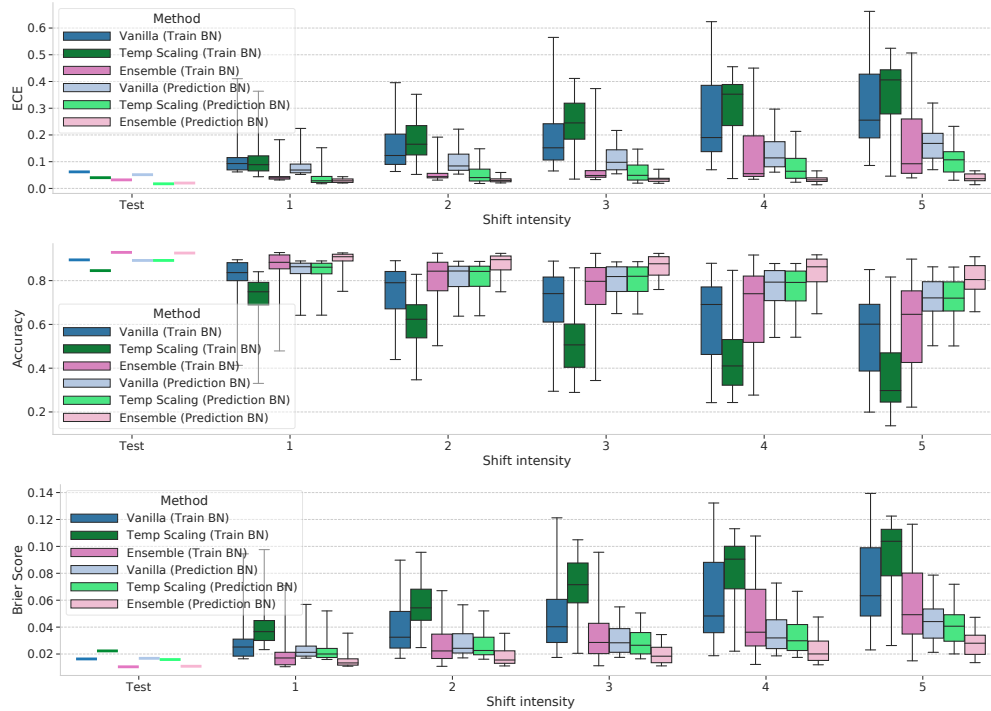 Method
Vanilla (Train BN)
Temp Scaling (Train BN)
Ensemble (Train BN)
Vanilla (Prediction BN)
Temp Scaling (Prediction BN)
Ensemble (Prediction BN)
ECE
0.6
0.5
0.4
0.3
0.2
0.1
0.0
Test 1 2 3 4 5
Shift intensity
Accuracy
0.8
0.6
0.4
0.2
Method
Vanilla (Train BN)
Temp Scaling (Train BN)
Ensemble (Train BN)
Vanilla (Prediction BN)
Temp Scaling (Prediction BN)
Ensemble (Prediction BN)
Test 1 2 3 4 5
Shift intensity
Brier Score
0.14
0.12
0.10
0.08
0.06
0.04
0.02
Method
Vanilla (Train BN)
Temp Scaling (Train BN)
Ensemble (Train BN)
Vanilla (Prediction BN)
Temp Scaling (Prediction BN)
Ensemble (Prediction BN)
Test 1 2 3 4 5
Shift intensity